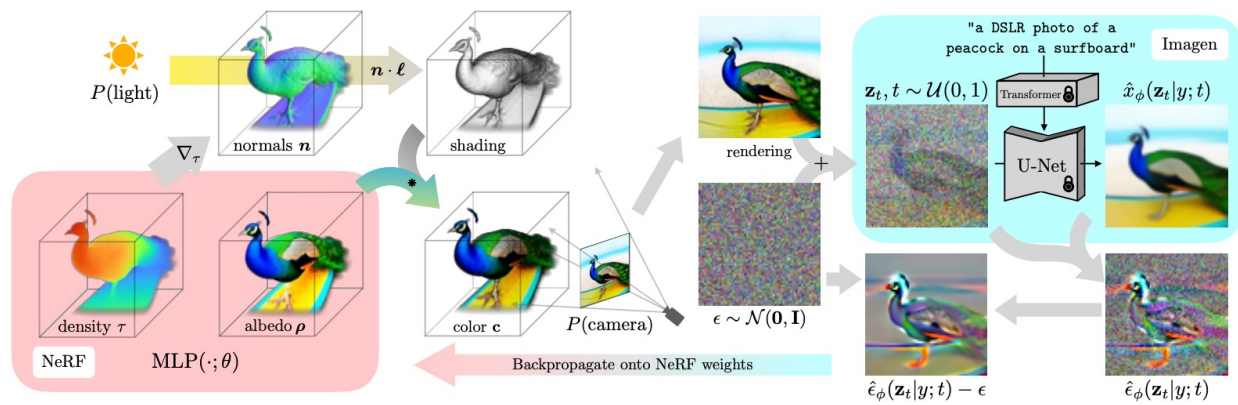 P(light)
normals n
n · ℓ
shading
∇τ
density τ
albedo ρ
NeRF
MLP(·; θ)
*
color c
P(camera)
rendering
+
ϵ ∼ N(0, I)
"a DSLR photo of a
peacock on a surfboard"
Imagen
z_t, t ∼ U(0, 1)
Transformer
x̂_ϕ(z_t|y; t)
U-Net
Backpropagate onto NeRF weights
ϵ̂_ϕ(z_t|y; t) − ϵ
ϵ̂_ϕ(z_t|y; t)